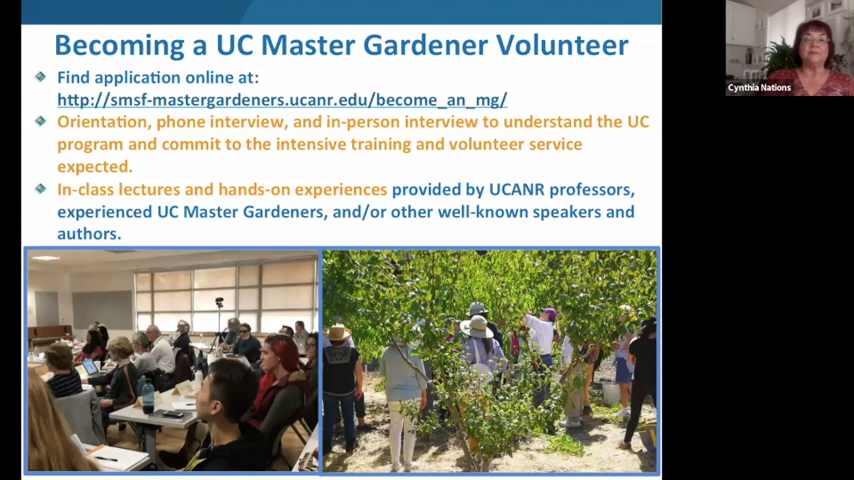 Becoming a UC Master Gardener Volunteer
Find application online at:
http://smsf-mastergardeners.ucanr.edu/become_an_mg/
Orientation, phone interview, and in-person interview to understand the UC
program and commit to the intensive training and volunteer service
expected.
In-class lectures and hands-on experiences provided by UCANR professors,
experienced UC Master Gardeners, and/or other well-known speakers and
authors.
Cynthia Nations